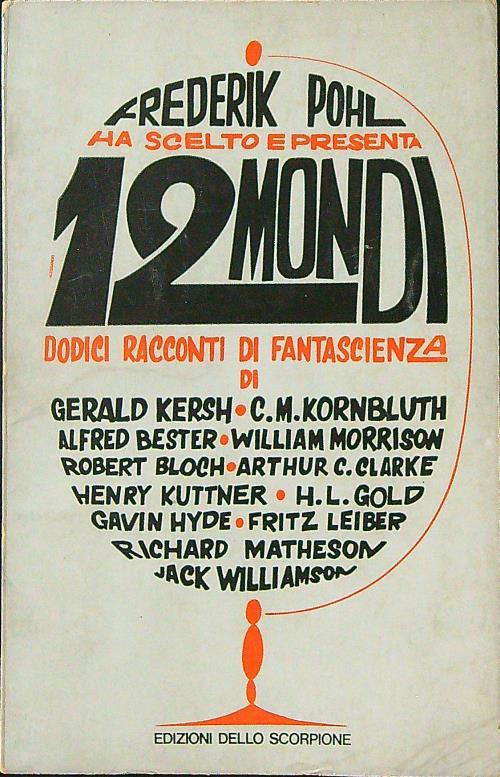 FREDERIK POHL
HA SCELTO E PRESENTA
12 MONDI
DODICI RACCONTI DI FANTASCIENZA
DI
GERALD KERSH • C.M. KORNBLUTH
ALFRED BESTER • WILLIAM MORRISON
ROBERT BLOCH • ARTHUR C. CLARKE
HENRY KUTTNER • H. L. GOLD
GAVIN HYDE • FRITZ LEIBER
RICHARD MATHESON
JACK WILLIAMSON
EDIZIONI DELLO SCORPIONE